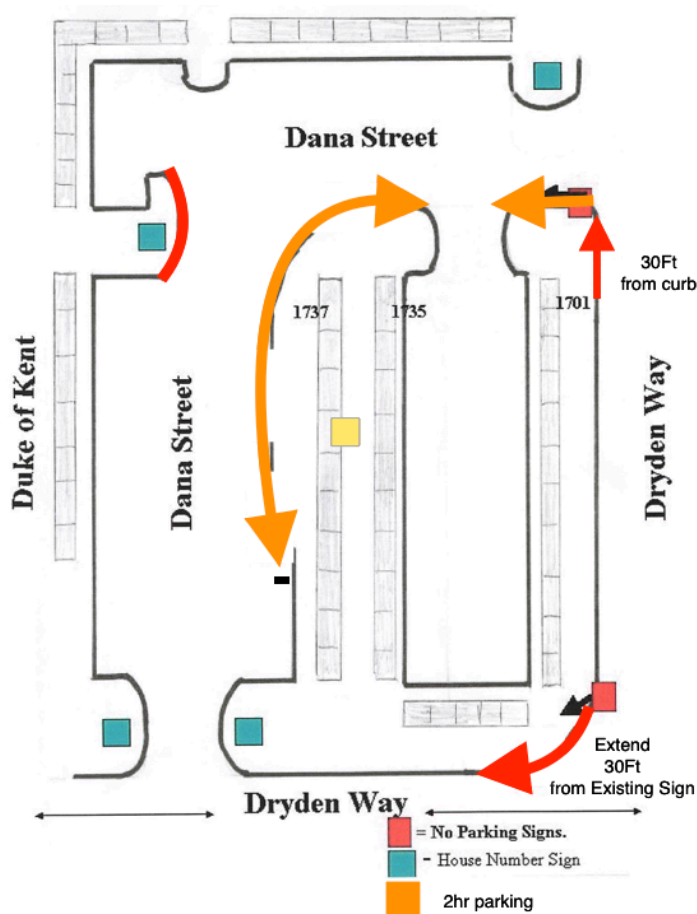 Dana Street
30Ft
from curb
1737
1735
1701
Duke of Kent
Dana Street
Dryden Way
Extend
30Ft
from Existing Sign
Dryden Way
= No Parking Signs.
- House Number Sign
2hr parking